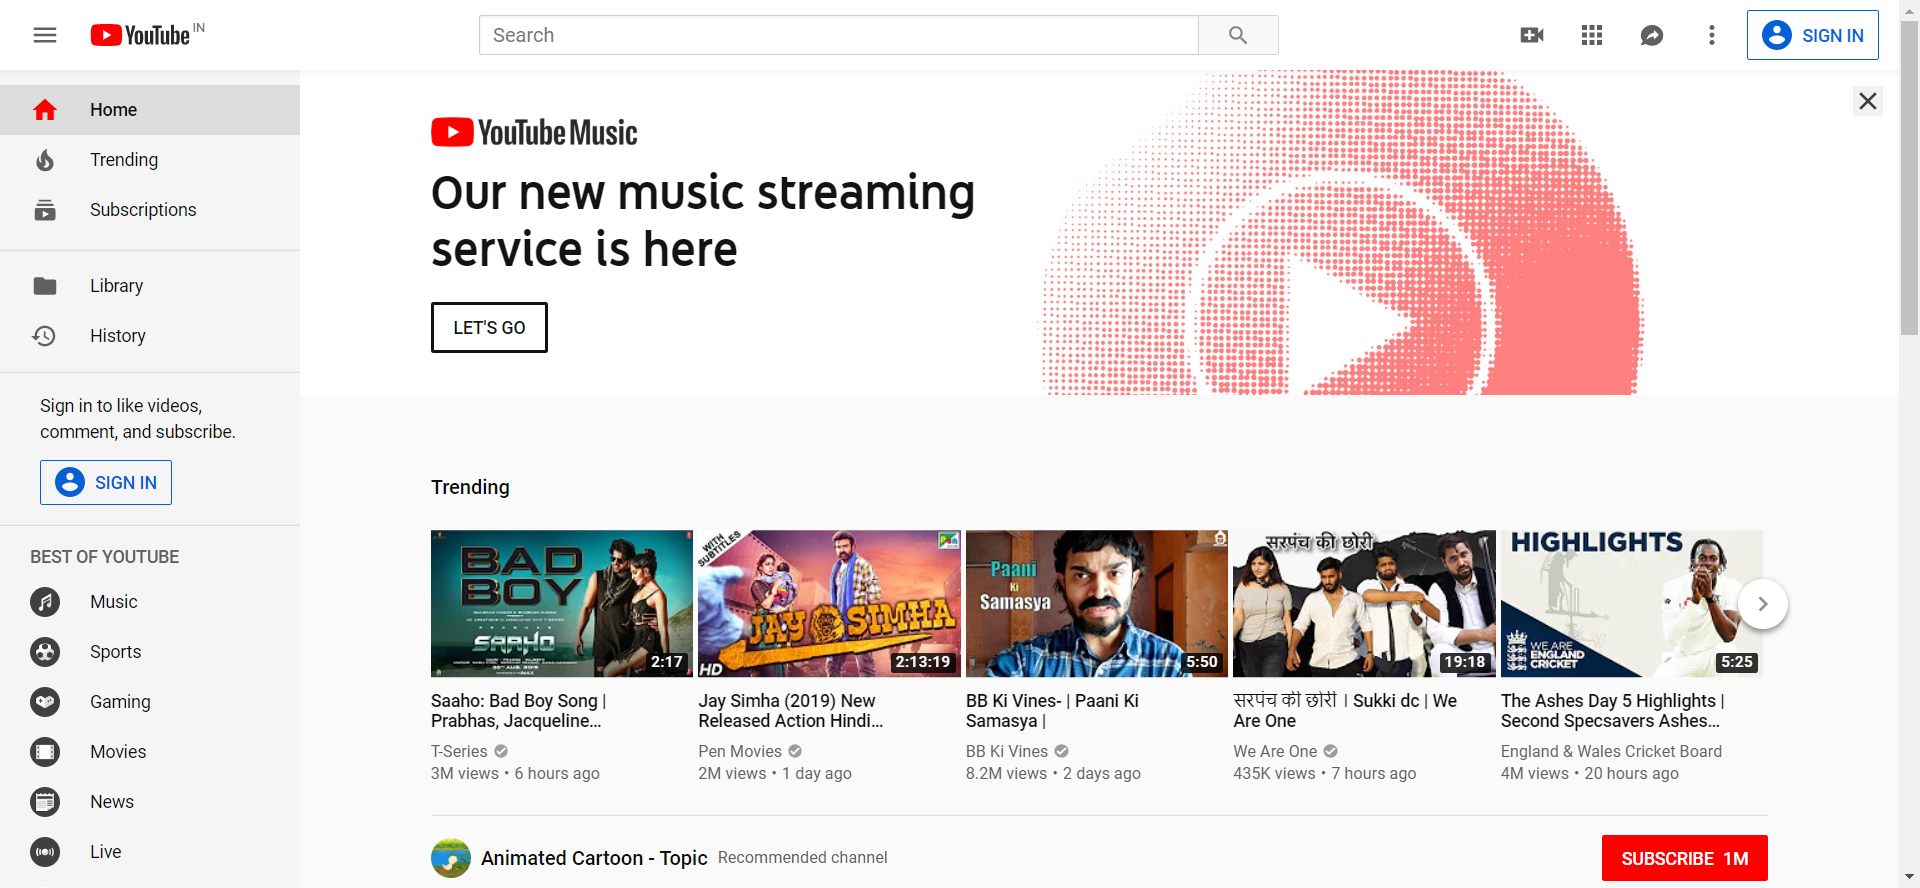 YouTube IN
Search
SIGN IN
Home
Trending
Subscriptions
Library
History
Sign in to like videos,
comment, and subscribe.
SIGN IN
BEST OF YOUTUBE
Music
Sports
Gaming
Movies
News
Live
YouTube Music
Our new music streaming
service is here
LET'S GO
Trending
BAD
BOY
SAAHO
2:17
Saaho: Bad Boy Song |
Prabhas, Jacqueline...
T-Series
3M views • 6 hours ago
WITH
SUBTITLES
Pen
JAY SIMHA
HD
2:13:19
Jay Simha (2019) New
Released Action Hindi...
Pen Movies
2M views • 1 day ago
Paani
Ki
Samasya
5:50
BB Ki Vines- | Paani Ki
Samasya |
BB Ki Vines
8.2M views • 2 days ago
सरपंच की छोरी
19:18
सरपंच की छोरी । Sukki dc | We
Are One
We Are One
435K views • 7 hours ago
HIGHLIGHTS
WE ARE
ENGLAND
CRICKET
5:25
The Ashes Day 5 Highlights |
Second Specsavers Ashes...
England & Wales Cricket Board
4M views • 20 hours ago
Animated Cartoon - Topic Recommended channel
SUBSCRIBE 1M